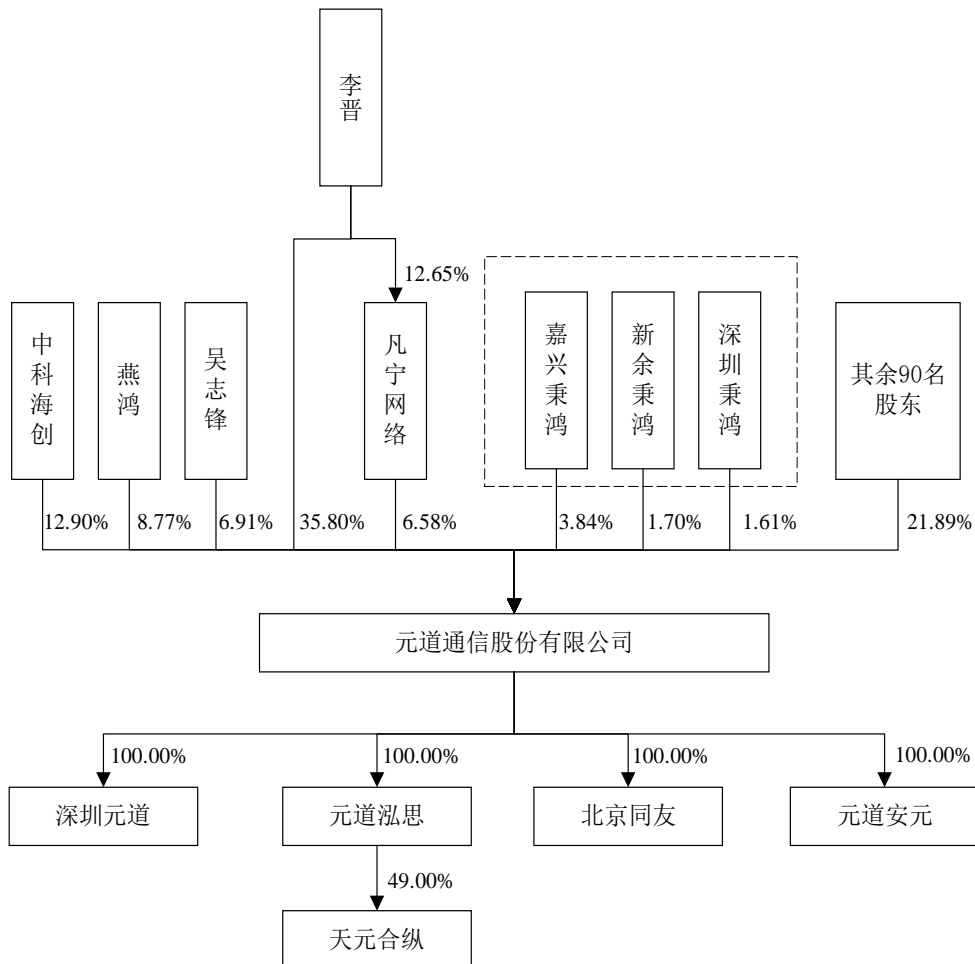 李晋
12.65%
中科海创
燕鸿
吴志锋
凡宁网络
嘉兴秉鸿
新余秉鸿
深圳秉鸿
其余90名
股东
12.90%
8.77%
6.91%
35.80%
6.58%
3.84%
1.70%
1.61%
21.89%
元道通信股份有限公司
100.00%
100.00%
100.00%
100.00%
深圳元道
元道泓思
北京同友
元道安元
49.00%
天元合纵